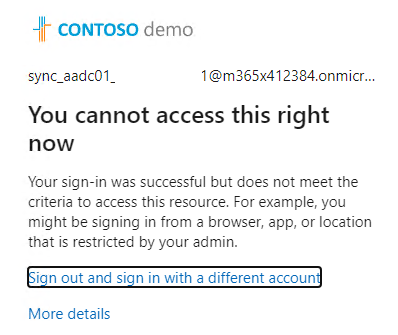 CONTOSO demo
sync_aadc01_ 1@m365x412384.onmicr...
You cannot access this right
now
Your sign-in was successful but does not meet the
criteria to access this resource. For example, you
might be signing in from a browser, app, or location
that is restricted by your admin.
Sign out and sign in with a different account
More details